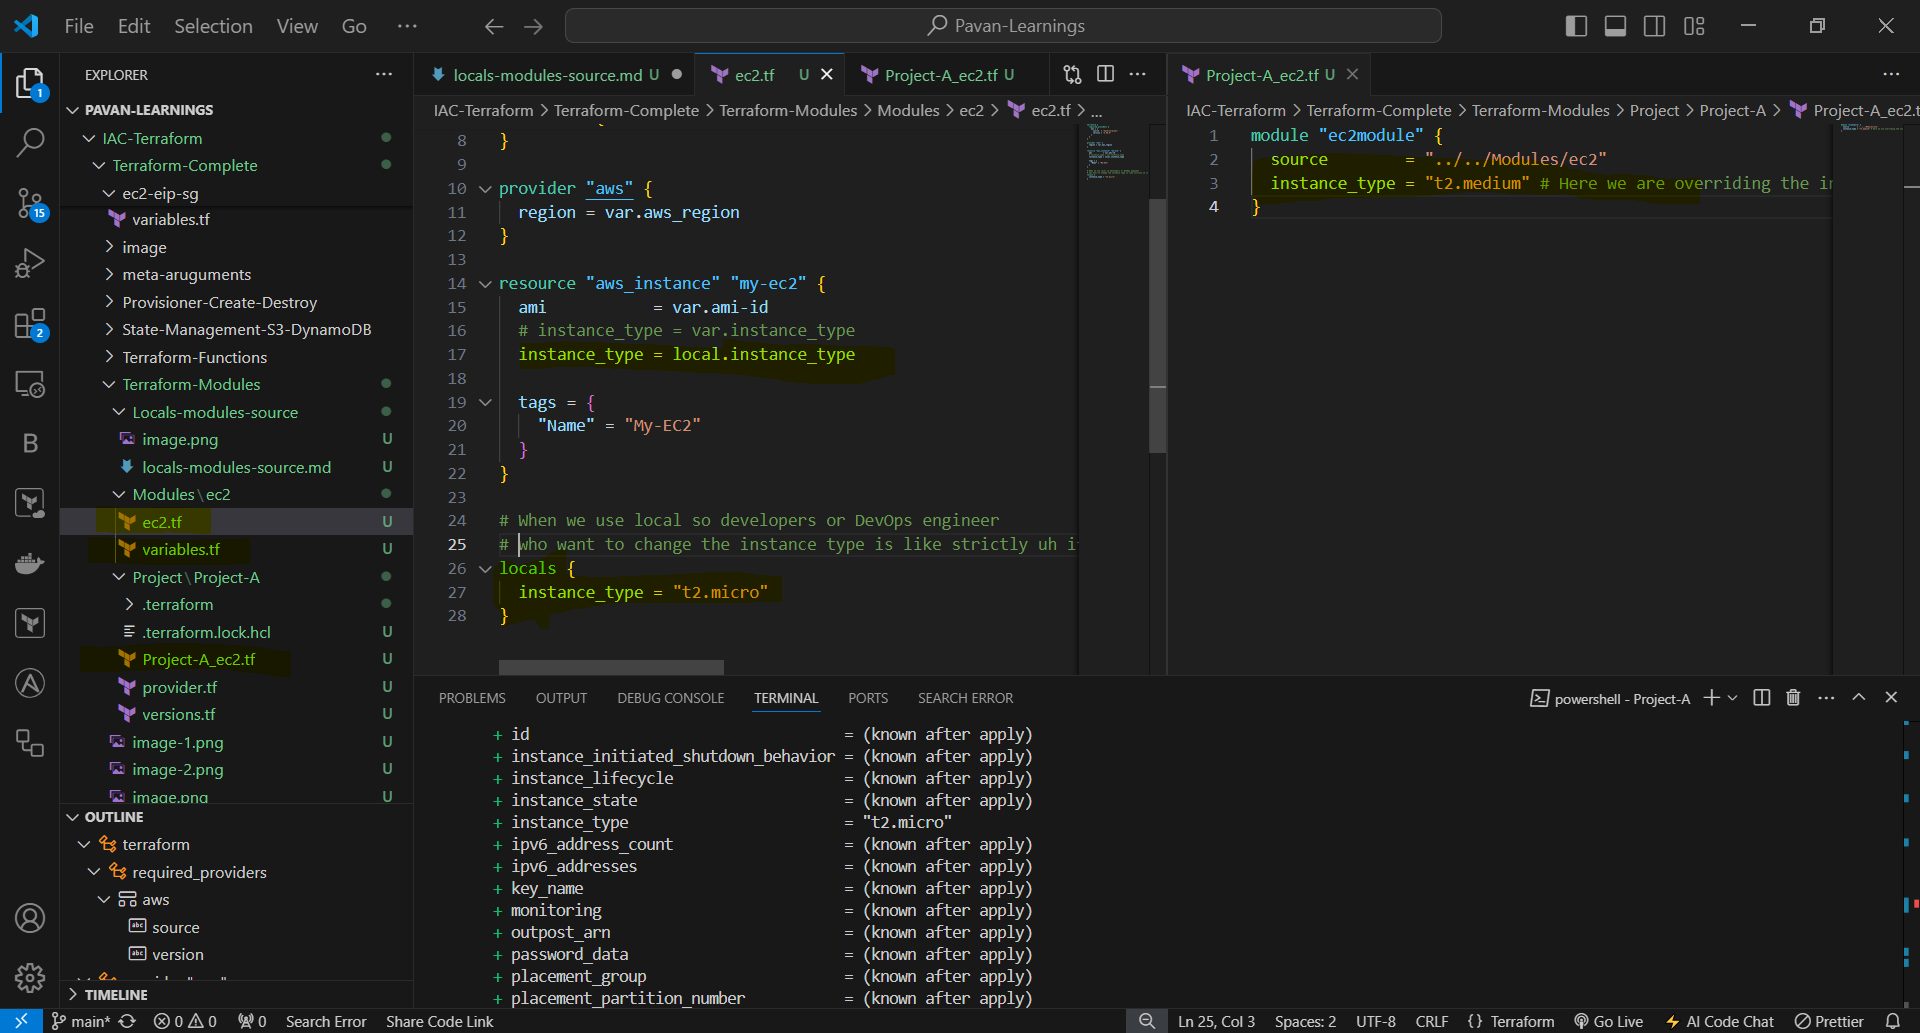 File Edit Selection View Go ··· Pavan-Learnings
EXPLORER
1
PAVAN-LEARNINGS
IAC-Terraform
Terraform-Complete
ec2-eip-sg
variables.tf
image
meta-aruguments
Provisioner-Create-Destroy
State-Management-S3-DynamoDB
Terraform-Functions
Terraform-Modules
Locals-modules-source
image.png U
locals-modules-source.md U
Modules\ec2
ec2.tf U
variables.tf U
Project\Project-A
.terraform
.terraform.lock.hcl U
Project-A_ec2.tf U
provider.tf U
versions.tf U
image-1.png U
image-2.png U
image.png U
15
2
B
OUTLINE
terraform
required_providers
aws
abc source
abc version
TIMELINE
locals-modules-source.md U
ec2.tf U
Project-A_ec2.tf U
IAC-Terraform > Terraform-Complete > Terraform-Modules > Modules > ec2 > ec2.tf > ...
8 }
9
10 provider "aws" {
11 region = var.aws_region
12 }
13
14 resource "aws_instance" "my-ec2" {
15 ami = var.ami-id
16 # instance_type = var.instance_type
17 instance_type = local.instance_type
18
19 tags = {
20 "Name" = "My-EC2"
21 }
22 }
23
24 # When we use local so developers or DevOps engineer
25 # who want to change the instance type is like strictly uh i
26 locals {
27 instance_type = "t2.micro"
28 }
Project-A_ec2.tf U
IAC-Terraform > Terraform-Complete > Terraform-Modules > Project > Project-A > Project-A_ec2.t
1 module "ec2module" {
2 source = "../../Modules/ec2"
3 instance_type = "t2.medium" # Here we are overriding the i
4 }
PROBLEMS OUTPUT DEBUG CONSOLE TERMINAL PORTS SEARCH ERROR
powershell - Project-A
+ id = (known after apply)
+ instance_initiated_shutdown_behavior = (known after apply)
+ instance_lifecycle = (known after apply)
+ instance_state = (known after apply)
+ instance_type = "t2.micro"
+ ipv6_address_count = (known after apply)
+ ipv6_addresses = (known after apply)
+ key_name = (known after apply)
+ monitoring = (known after apply)
+ outpost_arn = (known after apply)
+ password_data = (known after apply)
+ placement_group = (known after apply)
+ placement_partition_number = (known after apply)
main* 0 0 0 Search Error Share Code Link Ln 25, Col 3 Spaces: 2 UTF-8 CRLF {} Terraform Go Live AI Code Chat Prettier